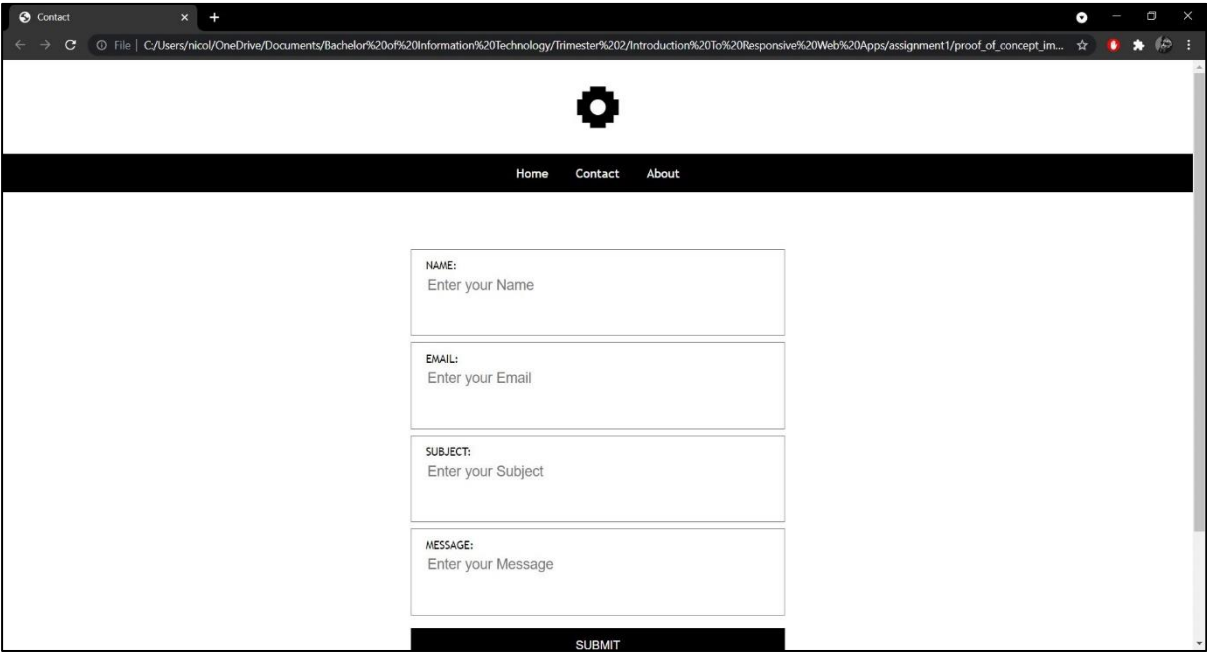 Contact
File | C:/Users/nicol/OneDrive/Documents/Bachelor%20of%20Information%20Technology/Trimester%202/Introduction%20To%20Responsive%20Web%20Apps/assignment1/proof_of_concept_im...
Home Contact About
NAME:
Enter your Name
EMAIL:
Enter your Email
SUBJECT:
Enter your Subject
MESSAGE:
Enter your Message
SUBMIT